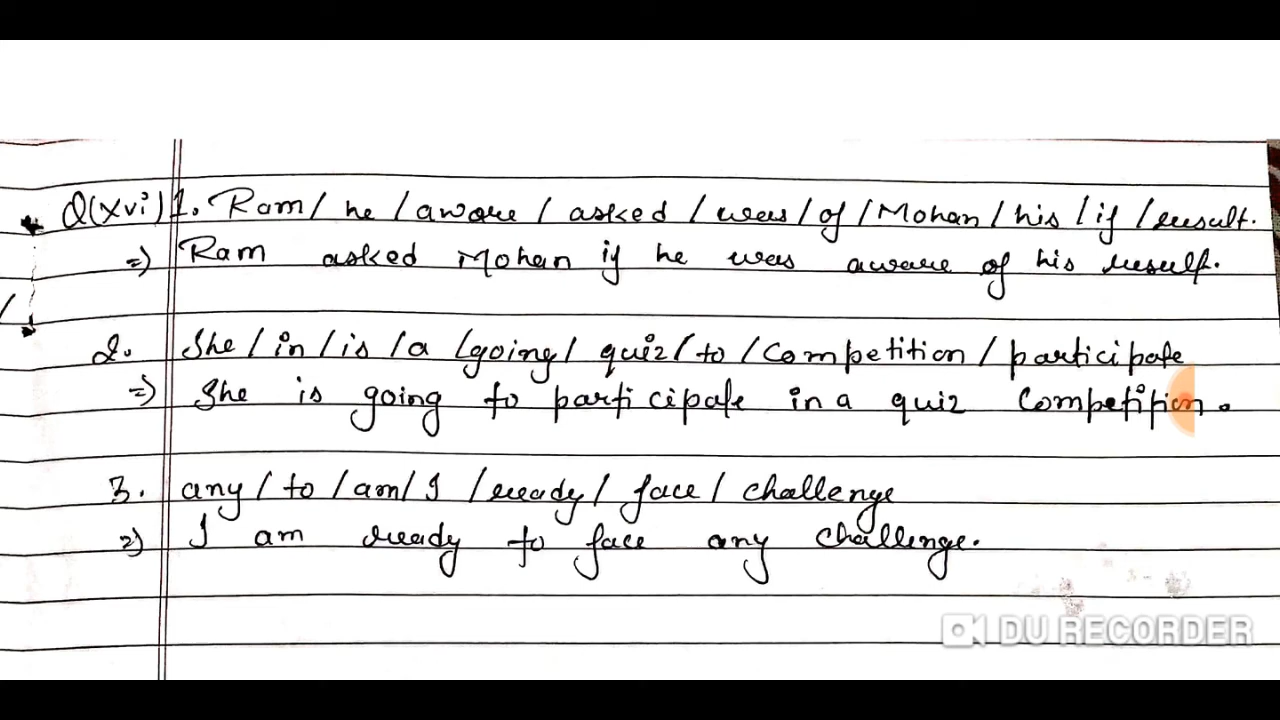 Q(xvi) 1. Ram / he / aware / asked / was / of / Mohan / his / if / result.
=) Ram asked Mohan if he was aware of his result.
2. She / in / is / a / going / quiz / to / Competition / participate
=) She is going to participate in a quiz Competition.
3. any / to / am / I / ready / face / challenge
=) I am ready to face any challenge.
DU RECORDER